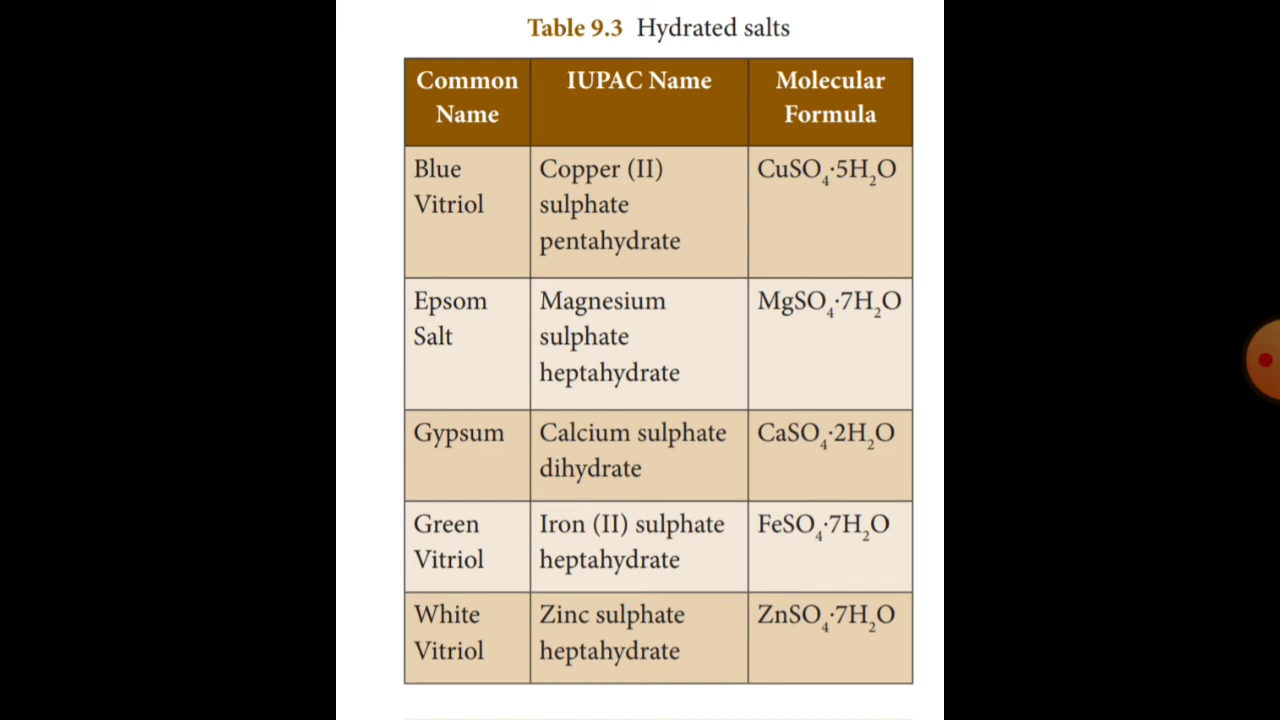 Table 9.3 Hydrated salts
Common Name
IUPAC Name
Molecular Formula
Blue Vitriol
Copper (II) sulphate pentahydrate
CuSO₄·5H₂O
Epsom Salt
Magnesium sulphate heptahydrate
MgSO₄·7H₂O
Gypsum
Calcium sulphate dihydrate
CaSO₄·2H₂O
Green Vitriol
Iron (II) sulphate heptahydrate
FeSO₄·7H₂O
White Vitriol
Zinc sulphate heptahydrate
ZnSO₄·7H₂O